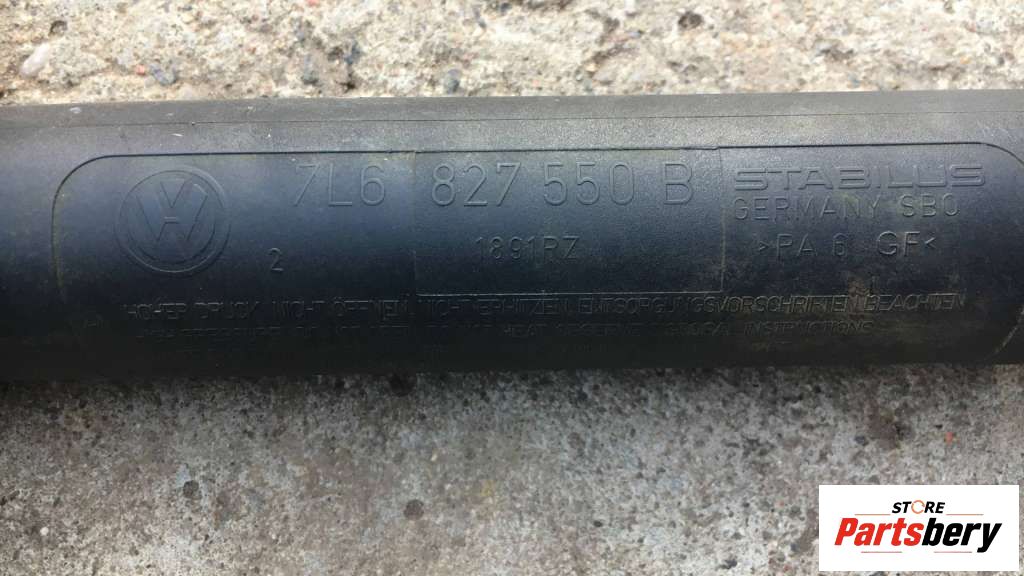 7L6 827 550 B
STABILUS
GERMANY SBO
2
1891RZ
>PA 6 GF<
HOHER DRUCK NICHT ÖFFNEN. NICHT ERHITZEN. ENTSORGUNGSVORSCHRIFTEN BEACHTEN
INSTRUCTIONS
STORE
Partsbery